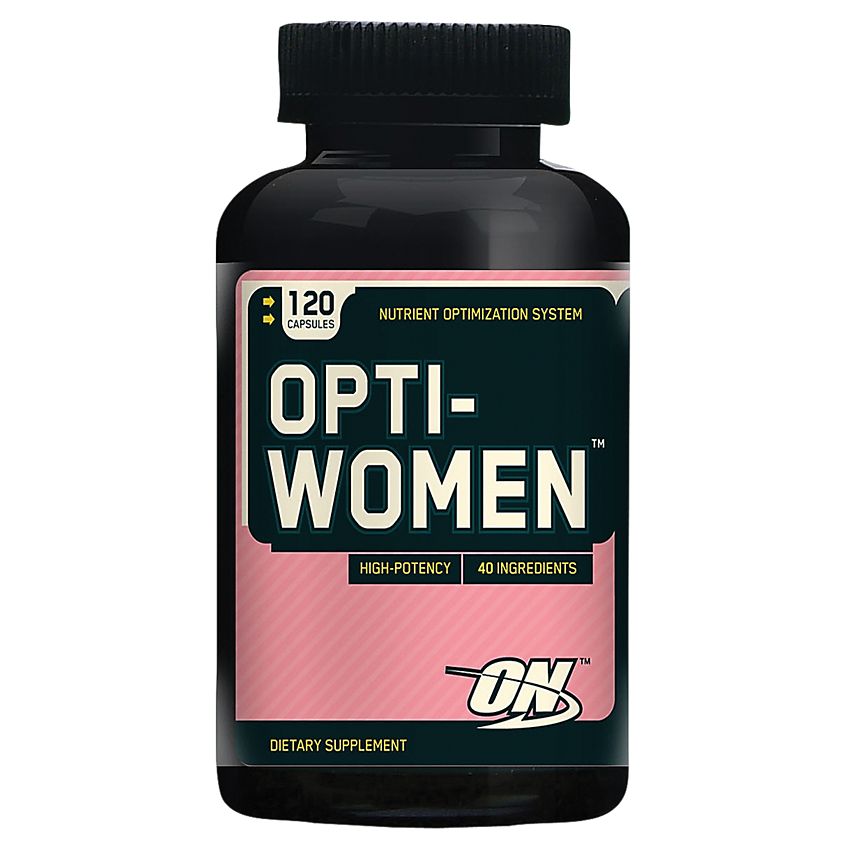 120
CAPSULES
NUTRIENT OPTIMIZATION SYSTEM
OPTI-
WOMEN™
HIGH-POTENCY
40 INGREDIENTS
ON™
DIETARY SUPPLEMENT